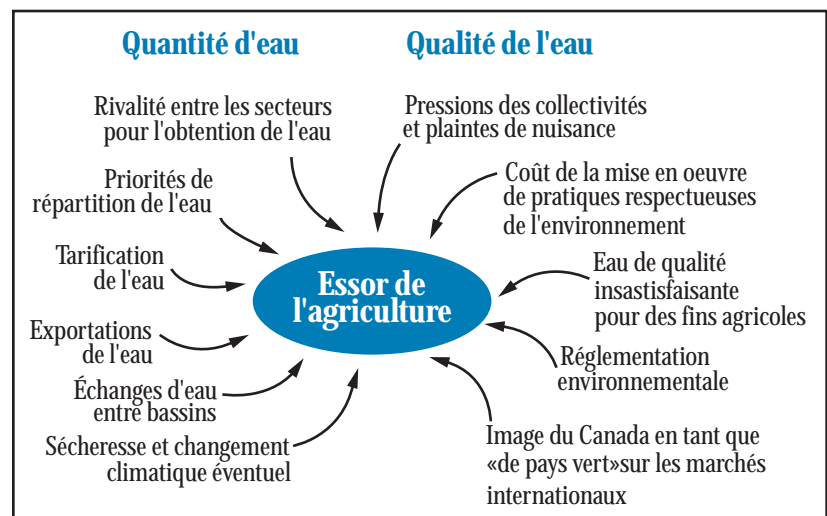 Quantité d'eau
Qualité de l'eau
Rivalité entre les secteurs
pour l'obtention de l'eau
Priorités de
répartition de l'eau
Tarification
de l'eau
Exportations
de l'eau
Échanges d'eau
entre bassins
Sécheresse et changement
climatique éventuel
Essor de
l'agriculture
Pressions des collectivités
et plaintes de nuisance
Coût de la mise en oeuvre
de pratiques respectueuses
de l'environnement
Eau de qualité
insastisfaisante
pour des fins agricoles
Réglementation
environnementale
Image du Canada en tant que
«de pays vert»sur les marchés
internationaux